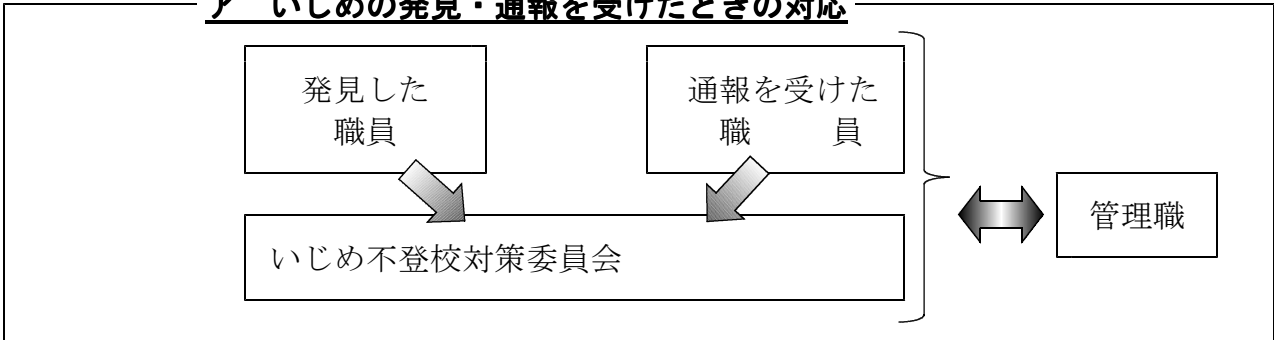 ア　いじめの発見・通報を受けたときの対応
発見した
職員
通報を受けた
職　　員
いじめ不登校対策委員会
管理職